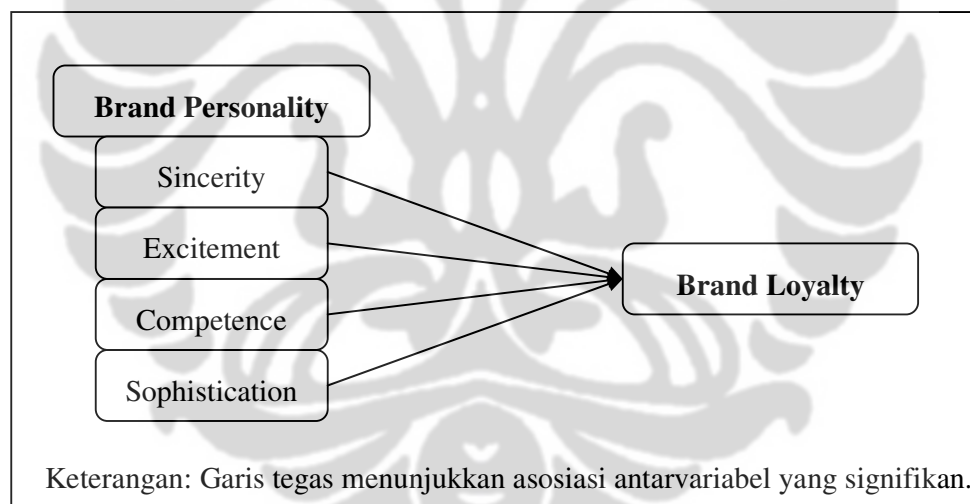 Brand Personality
Sincerity
Excitement
Competence
Sophistication
Brand Loyalty
Keterangan: Garis tegas menunjukkan asosiasi antarvariabel yang signifikan.